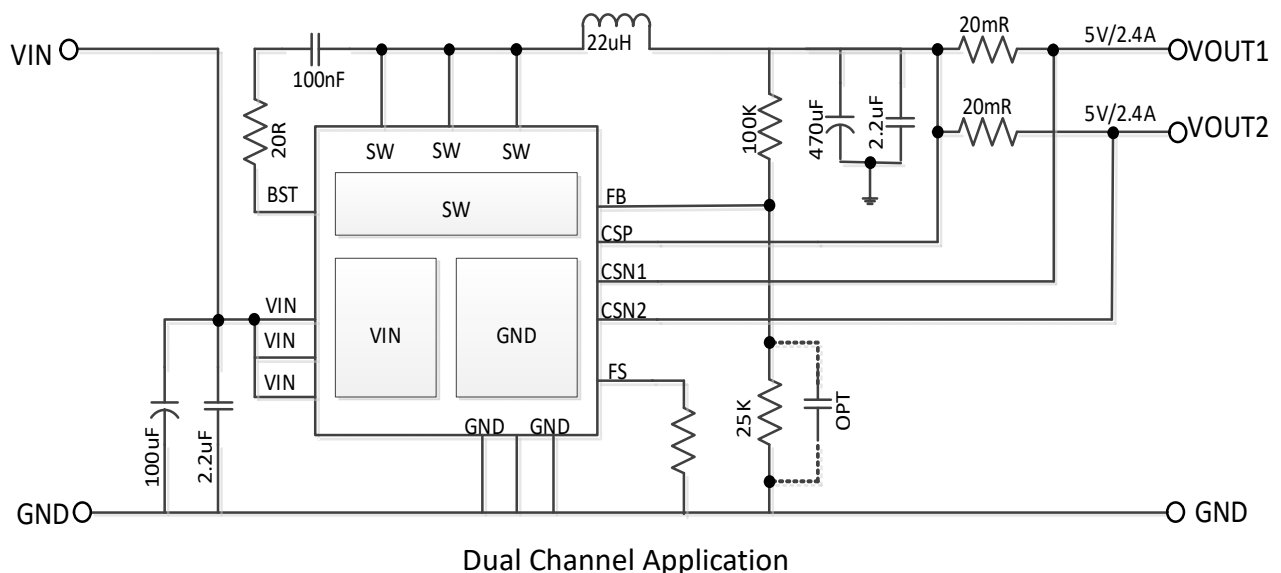 VIN
100nF
22uH
20mR
5V/2.4A
VOUT1
20R
SW
SW
SW
100K
470uF
2.2uF
20mR
5V/2.4A
VOUT2
BST
SW
FB
CSP
CSN1
CSN2
VIN
VIN
VIN
VIN
GND
FS
100uF
2.2uF
GND
GND
25K
OPT
GND
GND
Dual Channel Application